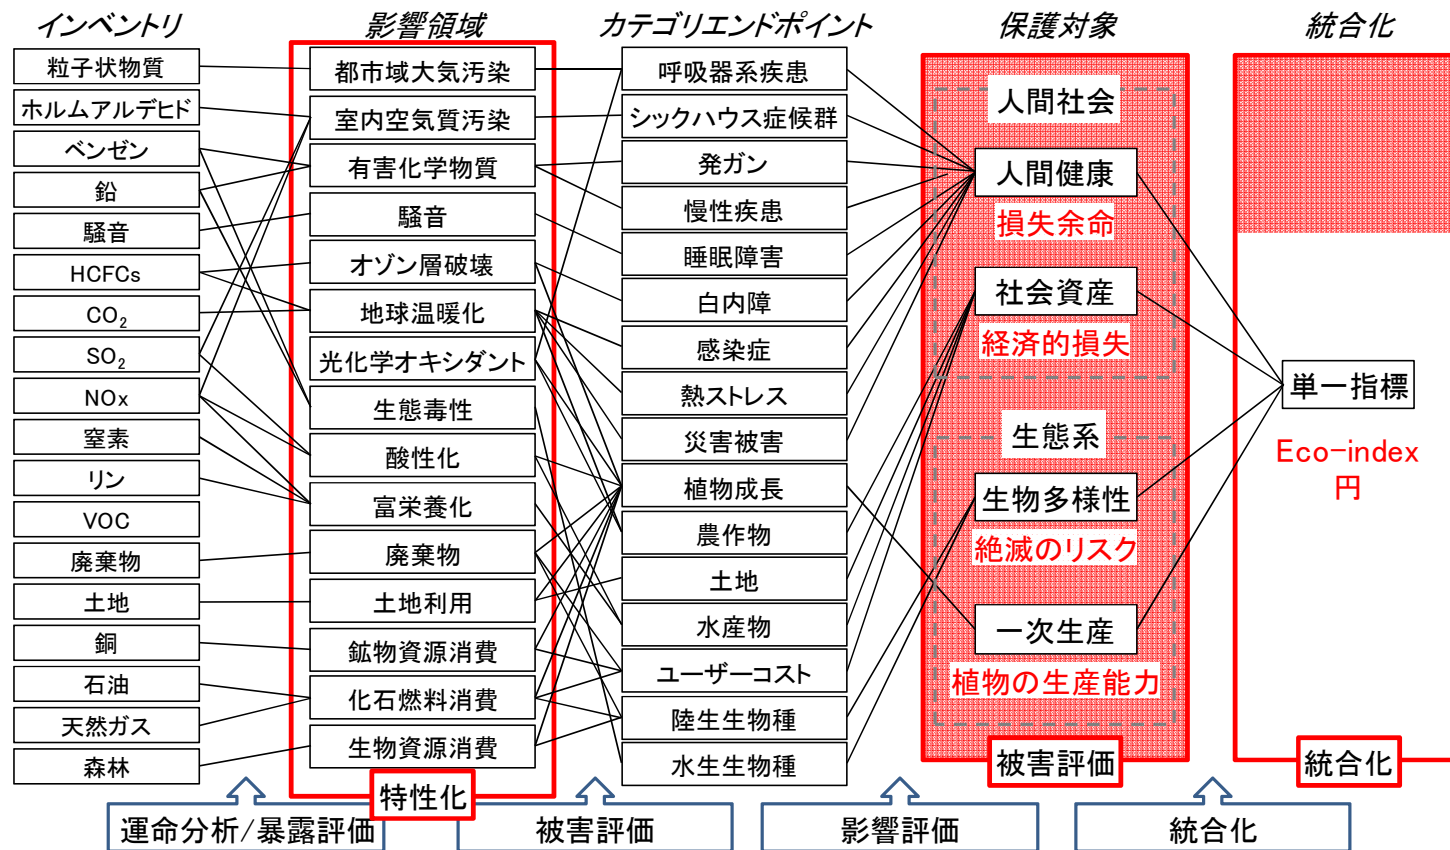 インベントリ
影響領域
カテゴリエンドポイント
保護対象
統合化
粒子状物質
ホルムアルデヒド
ベンゼン
鉛
騒音
HCFCs
CO₂
SO₂
NOx
窒素
リン
VOC
廃棄物
土地
銅
石油
天然ガス
森林
都市域大気汚染
室内空気質汚染
有害化学物質
騒音
オゾン層破壊
地球温暖化
光化学オキシダント
生態毒性
酸性化
富栄養化
廃棄物
土地利用
鉱物資源消費
化石燃料消費
生物資源消費
特性化
呼吸器系疾患
シックハウス症候群
発ガン
慢性疾患
睡眠障害
白内障
感染症
熱ストレス
災害被害
植物成長
農作物
土地
水産物
ユーザーコスト
陸生生物種
水生生物種
人間社会
人間健康
損失余命
社会資産
経済的損失
生態系
生物多様性
絶滅のリスク
一次生産
植物の生産能力
被害評価
単一指標
Eco-index
円
統合化
運命分析/暴露評価
被害評価
影響評価
統合化